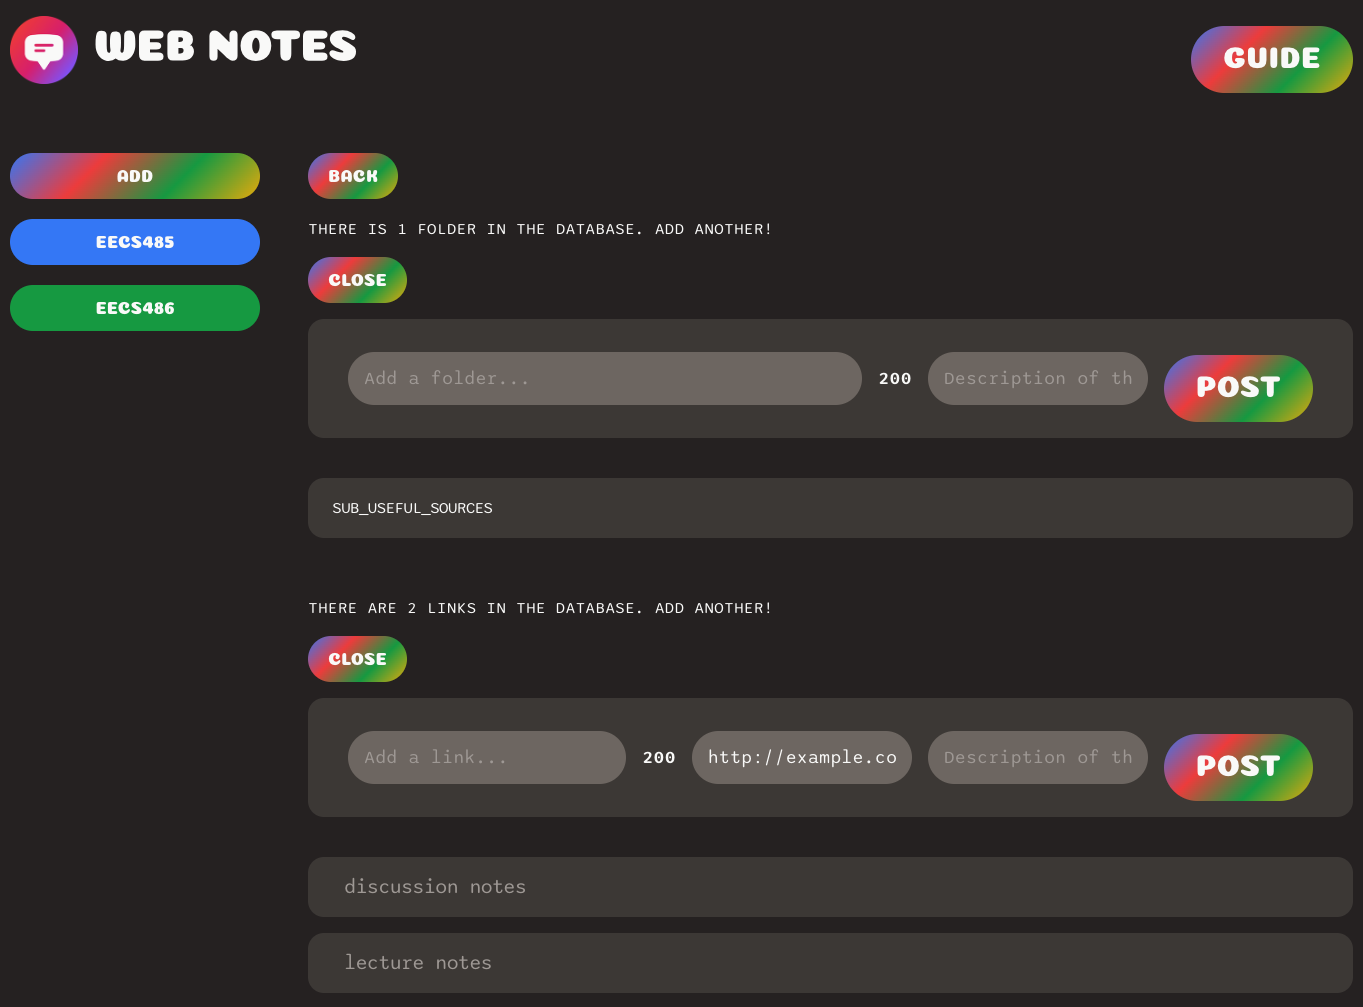 WEB NOTES
GUIDE
ADD
EECS485
EECS486
BACK
THERE IS 1 FOLDER IN THE DATABASE. ADD ANOTHER!
CLOSE
Add a folder...
200
Description of th
POST
SUB_USEFUL_SOURCES
THERE ARE 2 LINKS IN THE DATABASE. ADD ANOTHER!
CLOSE
Add a link...
200
http://example.co
Description of th
POST
discussion notes
lecture notes